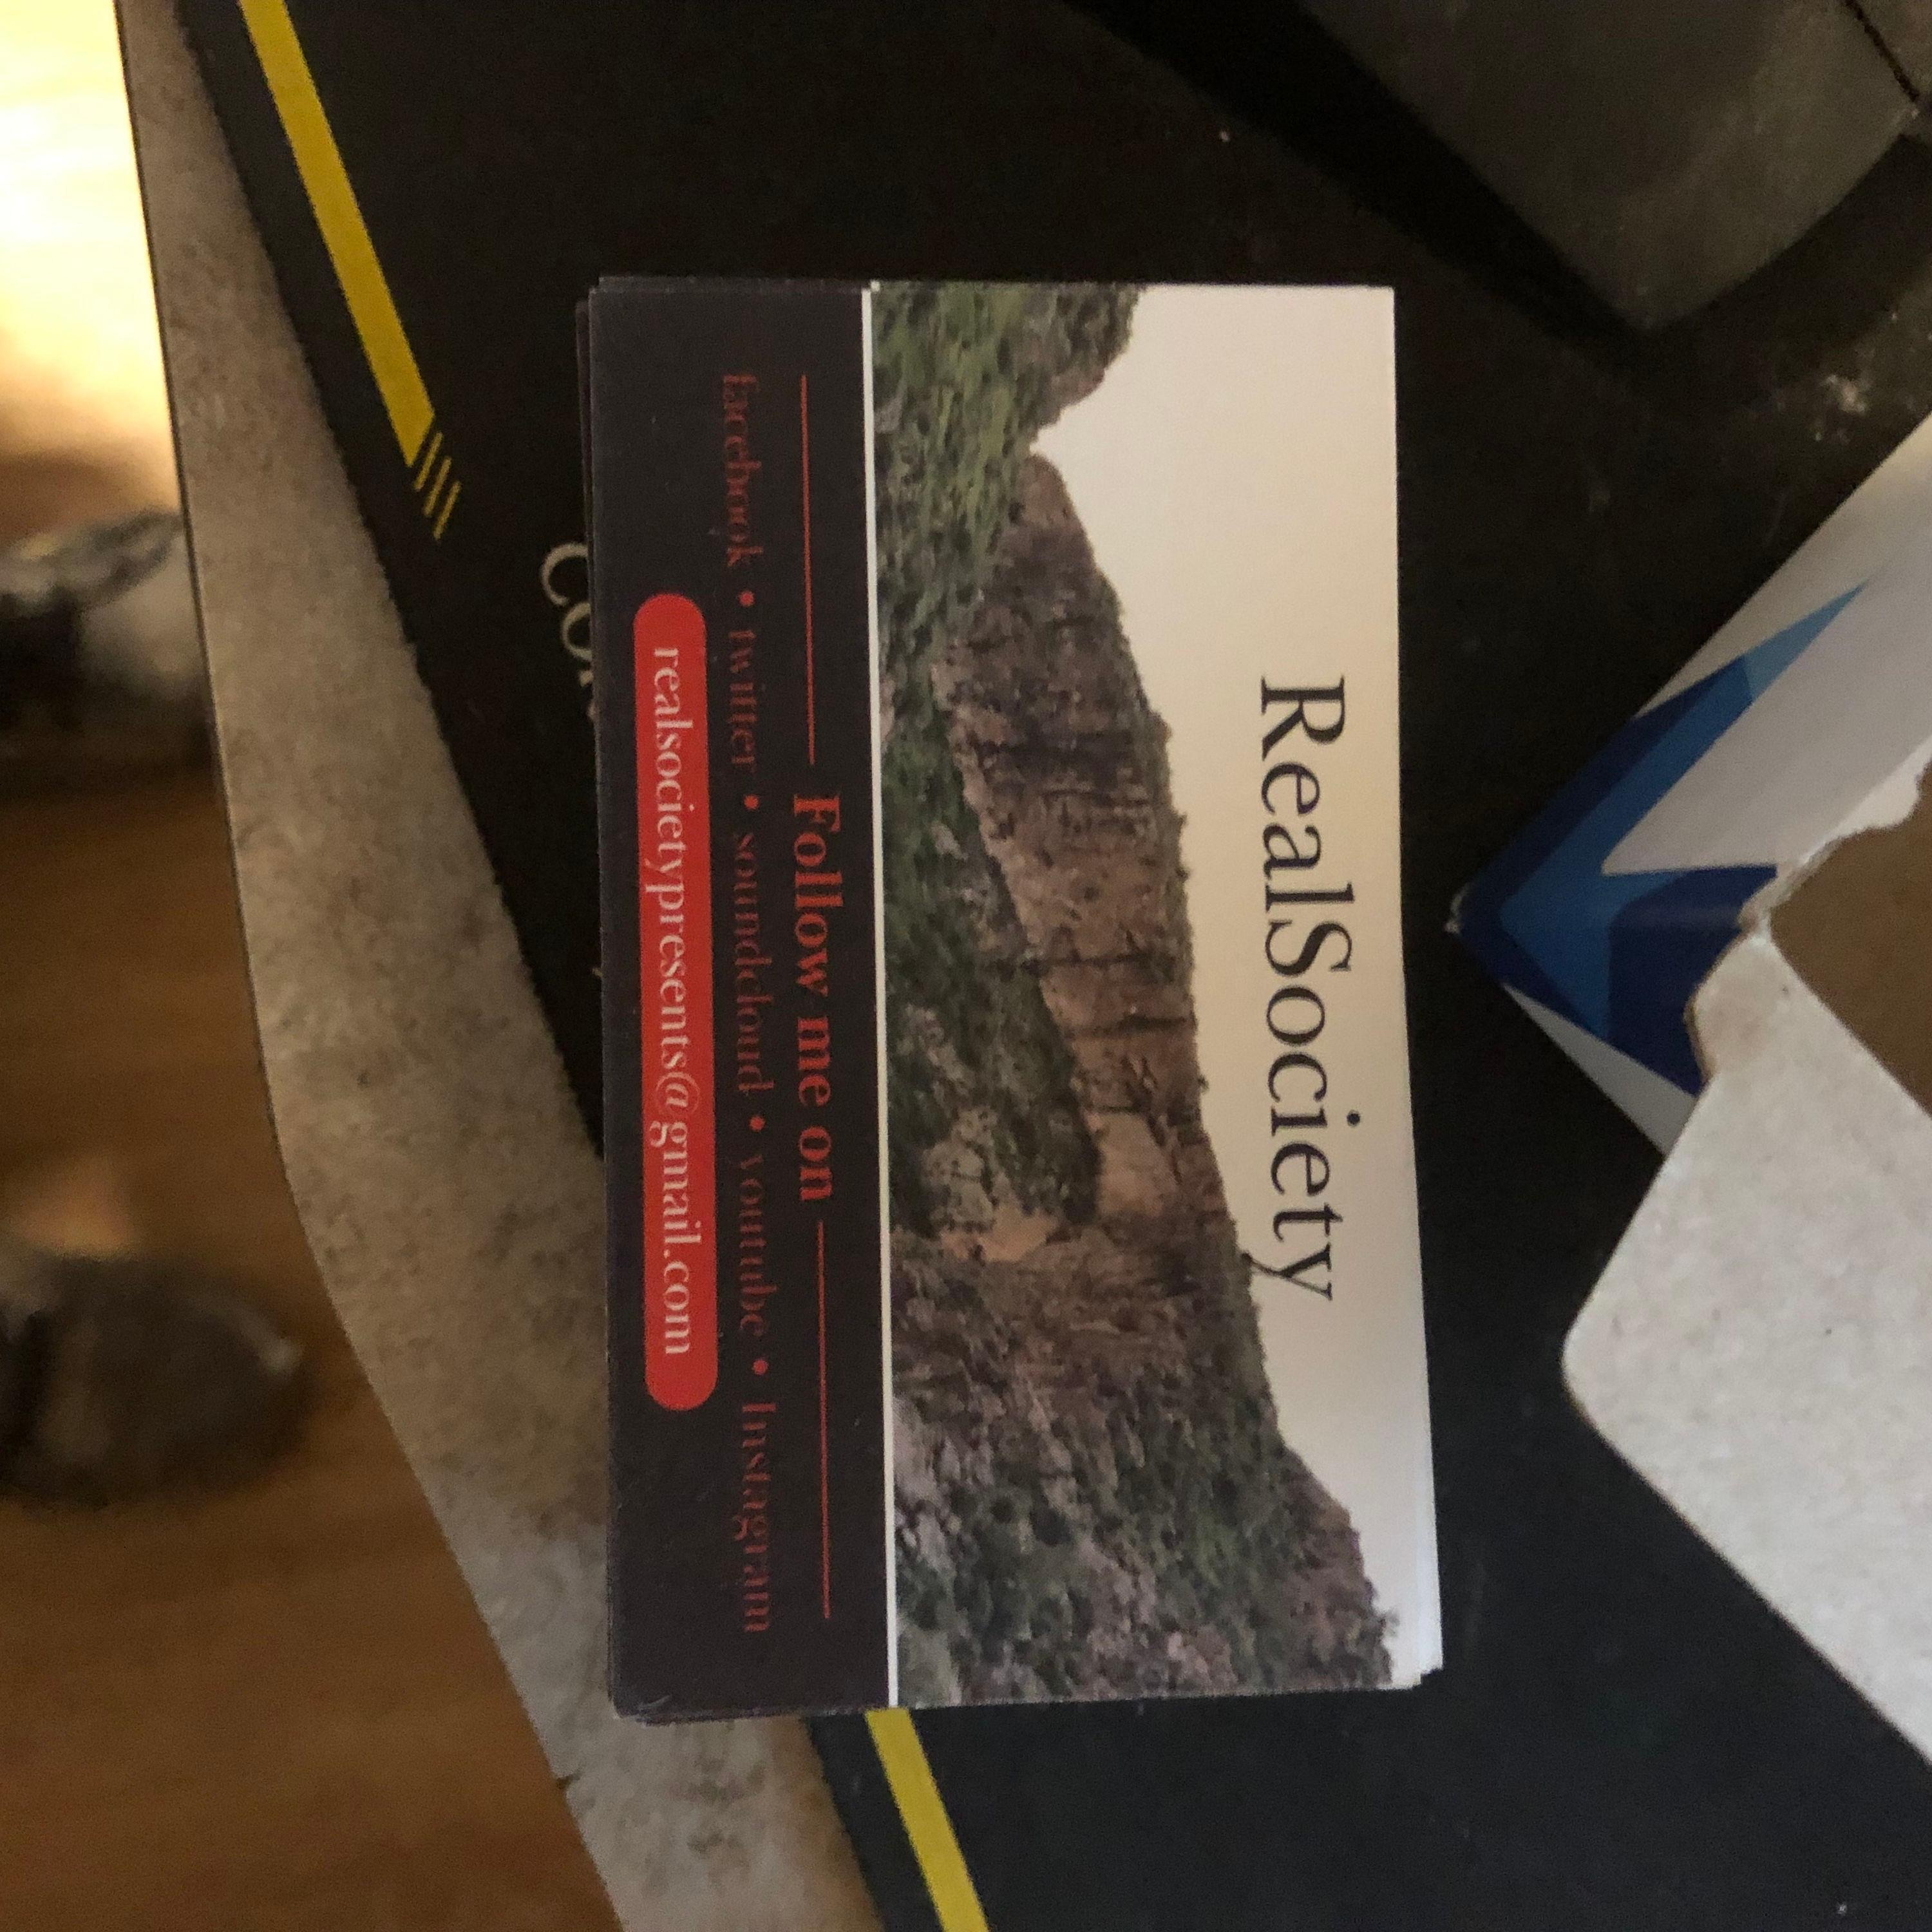 RealSociety
Follow me on
facebook • twitter • soundcloud • youtube • Instagram
realsocietypresents@gmail.com